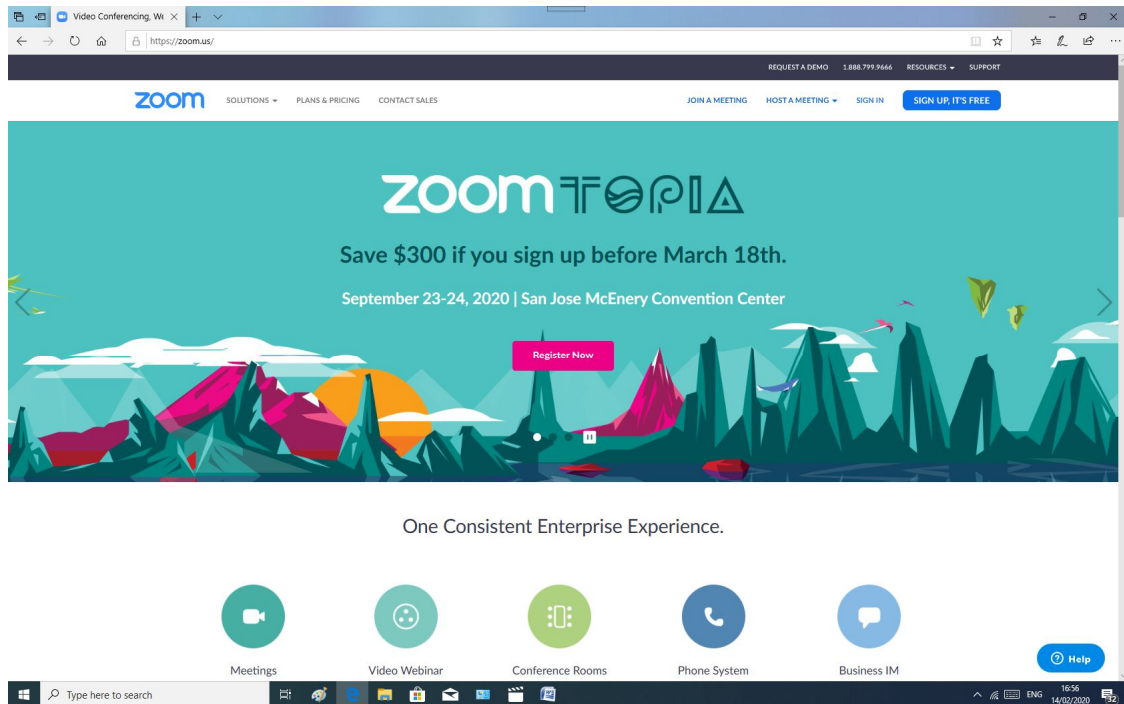 Video Conferencing, We
https://zoom.us/
REQUEST A DEMO 1.888.799.9666 RESOURCES SUPPORT
zoom SOLUTIONS PLANS & PRICING CONTACT SALES JOIN A MEETING HOST A MEETING SIGN IN SIGN UP, IT'S FREE
zoomTOPIA
Save $300 if you sign up before March 18th.
September 23-24, 2020 | San Jose McEnery Convention Center
Register Now
One Consistent Enterprise Experience.
Meetings Video Webinar Conference Rooms Phone System Business IM
Help
Type here to search ENG 16:56
14/02/2020 32